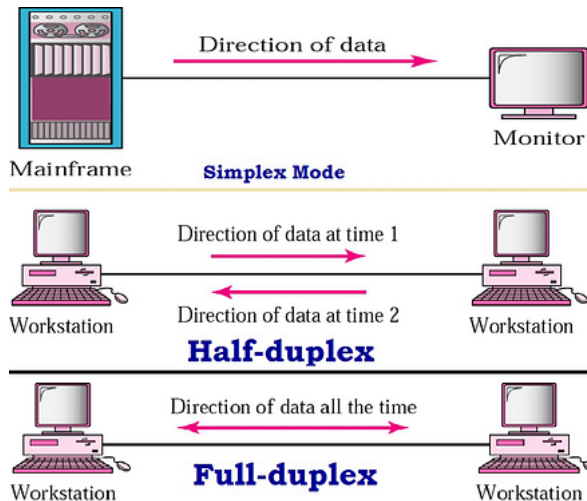 Direction of data
Mainframe
Monitor
Simplex Mode
Direction of data at time 1
Direction of data at time 2
Workstation
Workstation
Half-duplex
Direction of data all the time
Workstation
Workstation
Full-duplex